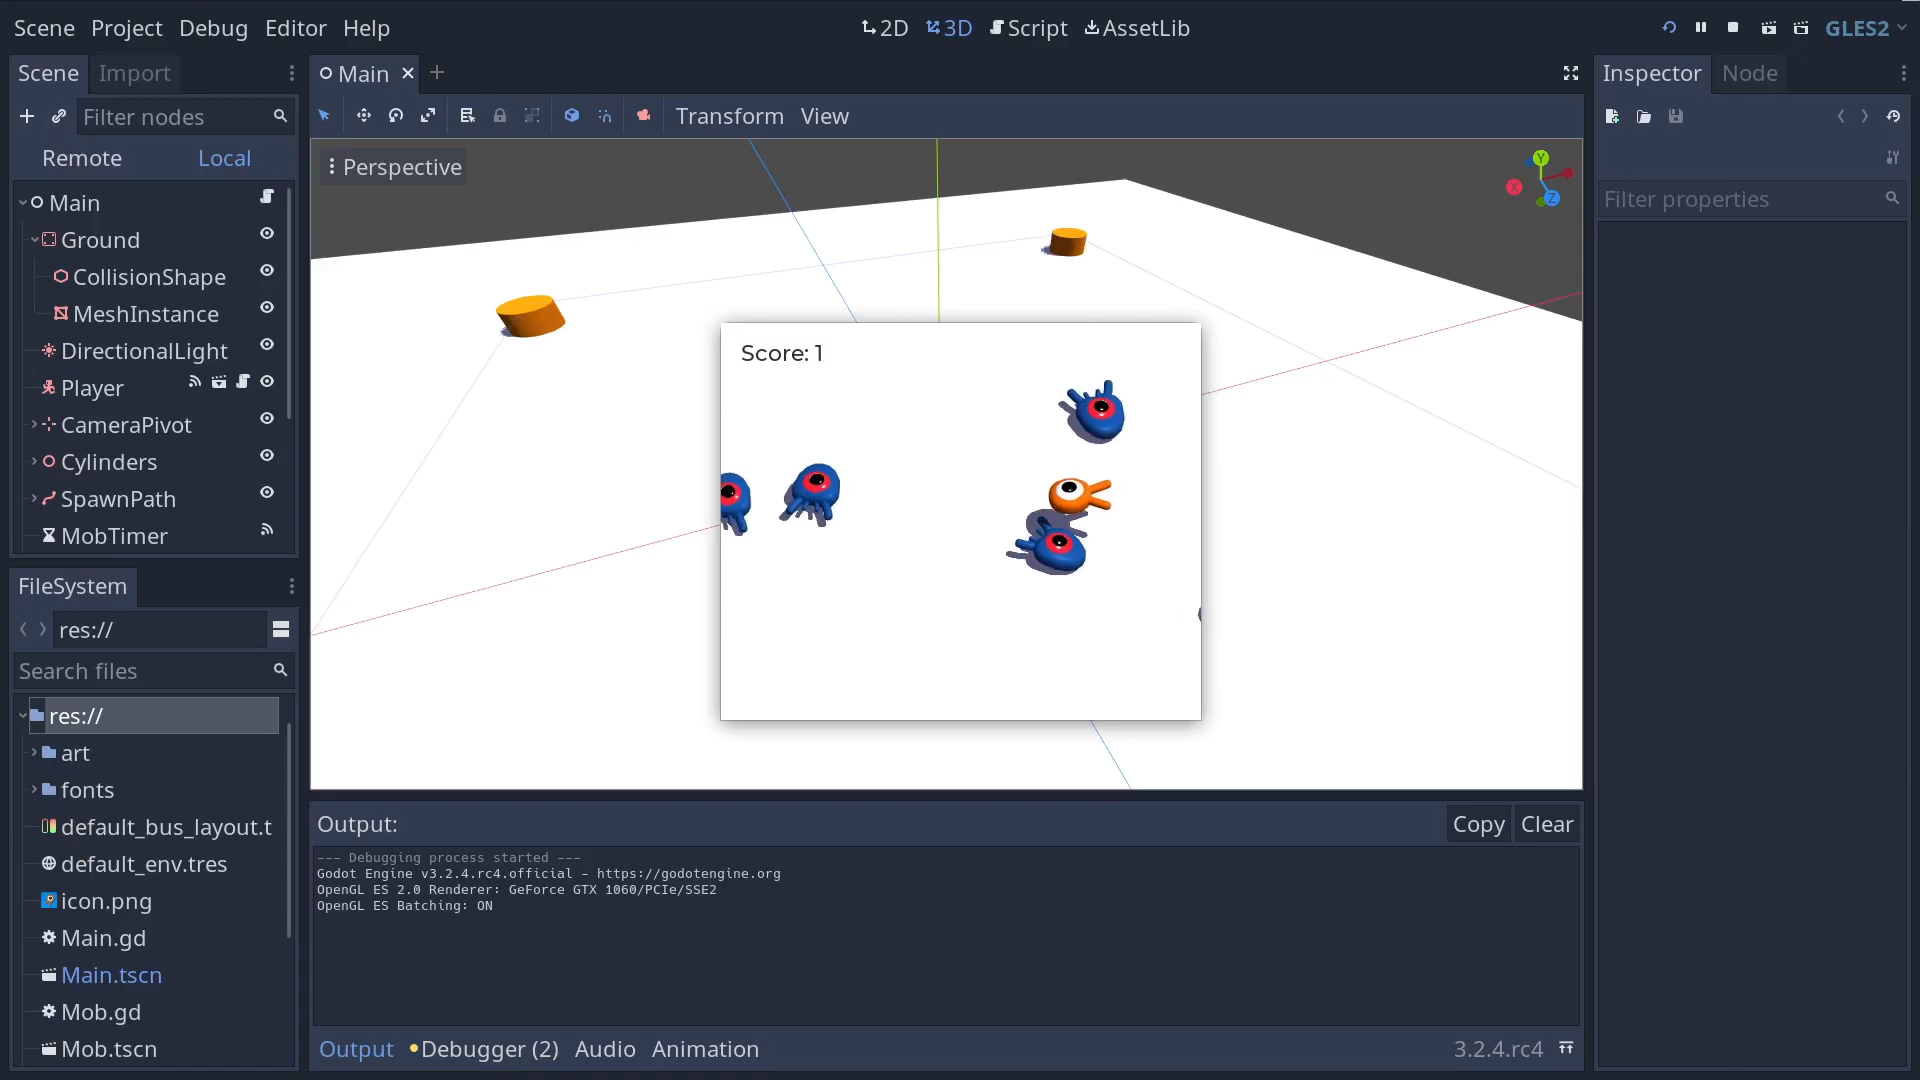 Scene Project Debug Editor Help 2D 3D Script AssetLib GLES2
Scene Import
Filter nodes
Remote Local
Main
Ground
CollisionShape
MeshInstance
DirectionalLight
Player
CameraPivot
Cylinders
SpawnPath
MobTimer
FileSystem
res://
Search files
res://
art
fonts
default_bus_layout.t
default_env.tres
icon.png
Main.gd
Main.tscn
Mob.gd
Mob.tscn
Main
Transform View
Perspective
Y
X
Z
Score: 1
Output:
Copy Clear
--- Debugging process started ---
Godot Engine v3.2.4.rc4.official - https://godotengine.org
OpenGL ES 2.0 Renderer: GeForce GTX 1060/PCIe/SSE2
OpenGL ES Batching: ON
Output Debugger (2) Audio Animation 3.2.4.rc4
Inspector Node
Filter properties